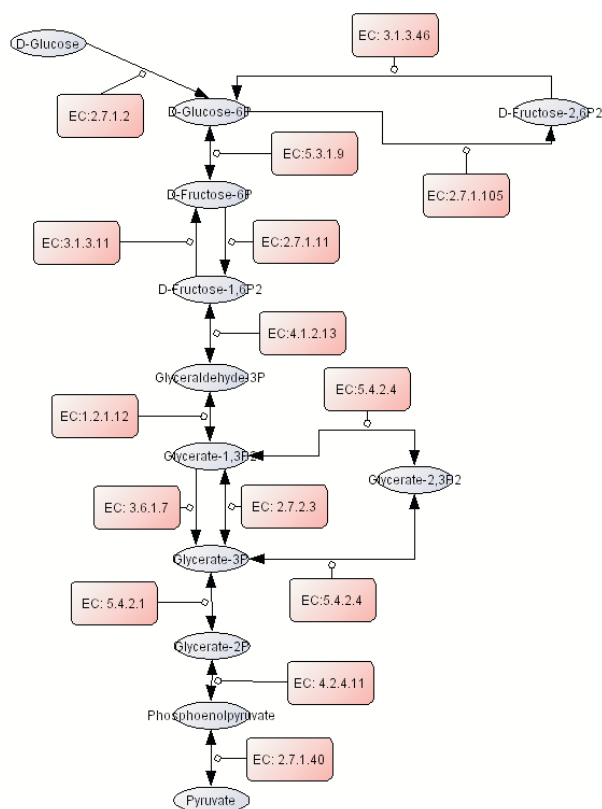 EC: 3.1.3.46
D-Glucose
EC:2.7.1.2
D-Glucose-6P
D-Fructose-2,6P2
EC:5.3.1.9
EC:2.7.1.105
D-Fructose-6P
EC:3.1.3.11
EC:2.7.1.11
D-Fructose-1,6P2
EC:4.1.2.13
Glyceraldehyde-3P
EC:5.4.2.4
EC:1.2.1.12
Glycerate-1,3P2
Glycerate-2,3P2
EC: 3.6.1.7
EC: 2.7.2.3
Glycerate-3P
EC: 5.4.2.1
EC:5.4.2.4
Glycerate-2P
EC: 4.2.4.11
Phosphoenolpyruvate
EC: 2.7.1.40
Pyruvate